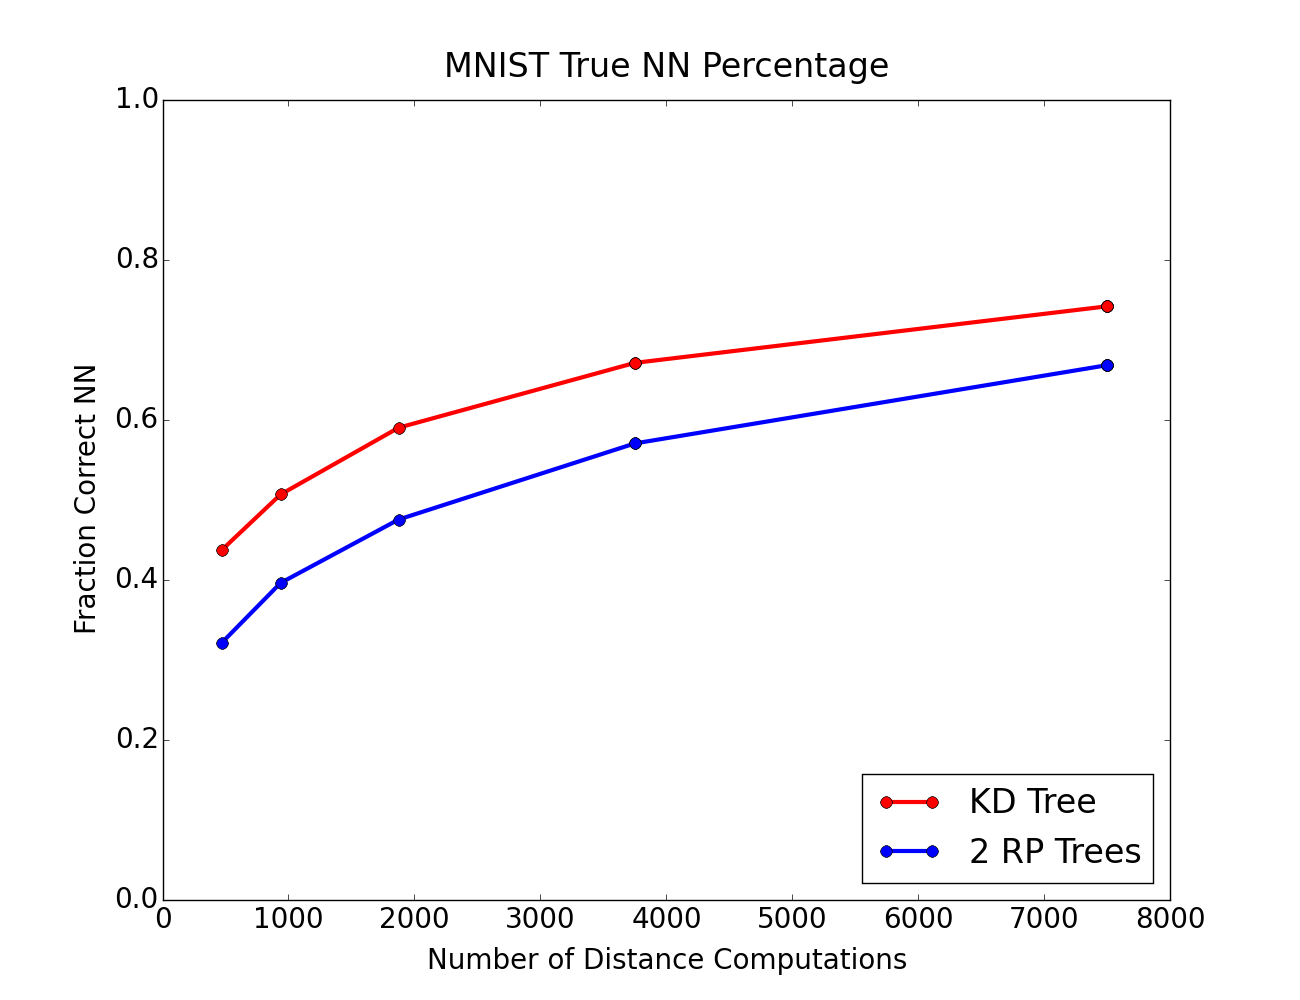 MNIST True NN Percentage
1.0
0.8
0.6
0.4
0.2
0.0
Fraction Correct NN
KD Tree
2 RP Trees
0 1000 2000 3000 4000 5000 6000 7000 8000
Number of Distance Computations